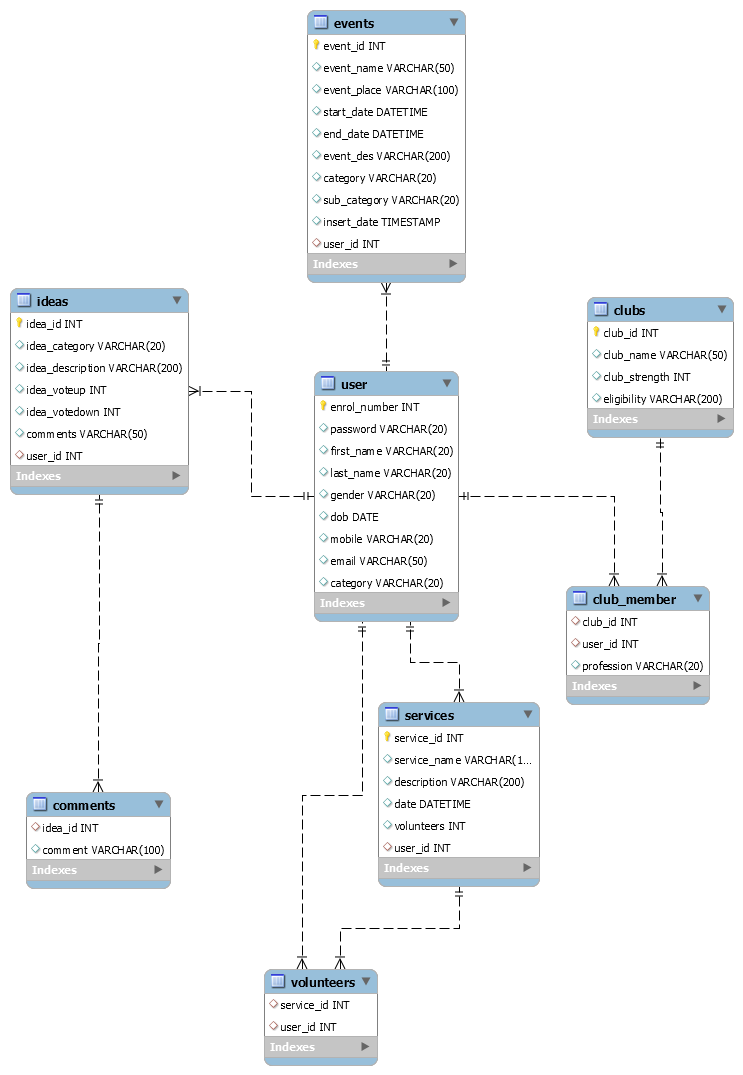 events
event_id INT
event_name VARCHAR(50)
event_place VARCHAR(100)
start_date DATETIME
end_date DATETIME
event_des VARCHAR(200)
category VARCHAR(20)
sub_category VARCHAR(20)
insert_date TIMESTAMP
user_id INT
Indexes
ideas
idea_id INT
idea_category VARCHAR(20)
idea_description VARCHAR(200)
idea_voteup INT
idea_votedown INT
comments VARCHAR(50)
user_id INT
Indexes
clubs
club_id INT
club_name VARCHAR(50)
club_strength INT
eligibility VARCHAR(200)
Indexes
user
enrol_number INT
password VARCHAR(20)
first_name VARCHAR(20)
last_name VARCHAR(20)
gender VARCHAR(20)
dob DATE
mobile VARCHAR(20)
email VARCHAR(50)
category VARCHAR(20)
Indexes
club_member
club_id INT
user_id INT
profession VARCHAR(20)
Indexes
services
service_id INT
service_name VARCHAR(1...
description VARCHAR(200)
date DATETIME
volunteers INT
user_id INT
Indexes
comments
idea_id INT
comment VARCHAR(100)
Indexes
volunteers
service_id INT
user_id INT
Indexes